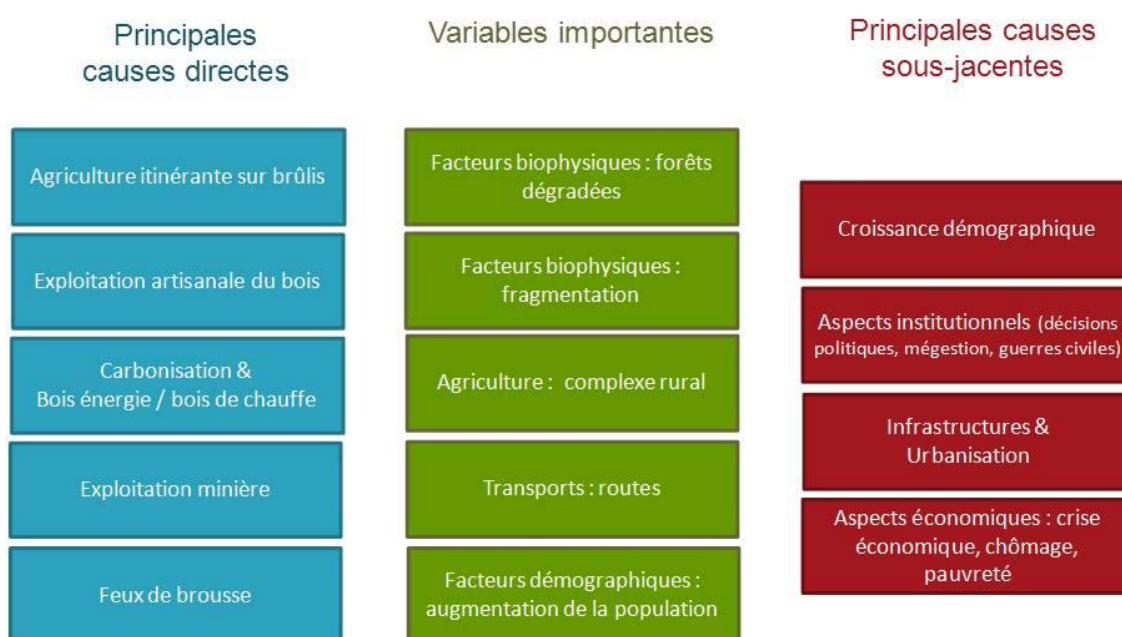 Principales
causes directes
Agriculture itinérante sur brûlis
Exploitation artisanale du bois
Carbonisation &
Bois énergie / bois de chauffe
Exploitation minière
Feux de brousse
Variables importantes
Facteurs biophysiques : forêts
dégradées
Facteurs biophysiques :
fragmentation
Agriculture : complexe rural
Transports : routes
Facteurs démographiques :
augmentation de la population
Principales causes
sous-jacentes
Croissance démographique
Aspects institutionnels (décisions
politiques, mégestion, guerres civiles)
Infrastructures &
Urbanisation
Aspects économiques : crise
économique, chômage,
pauvreté